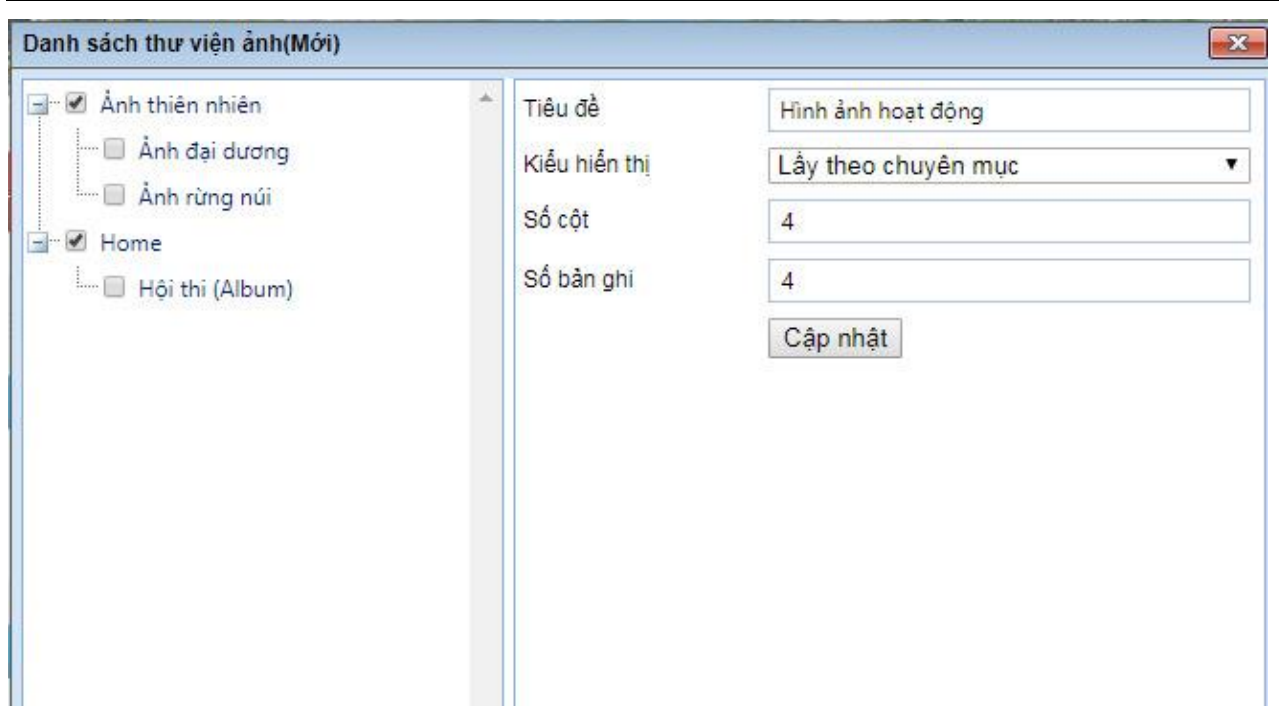 Danh sách thư viện ảnh(Mới)
Ảnh thiên nhiên
Ảnh đại dương
Ảnh rừng núi
Home
Hội thi (Album)
Tiêu đề
Hình ảnh hoạt động
Kiểu hiển thị
Lấy theo chuyên mục
Số cột
4
Số bản ghi
4
Cập nhật